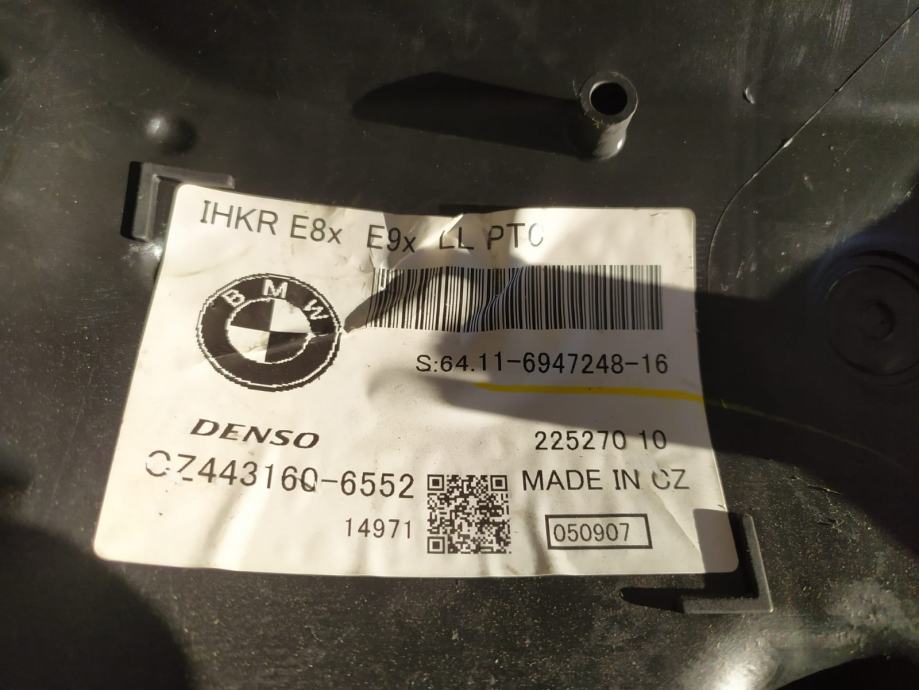 IHKR E8x E9x LL PTC
BMW
S:64.11-6947248-16
DENSO
225270 10
CZ443160-6552
MADE IN CZ
14971
050907